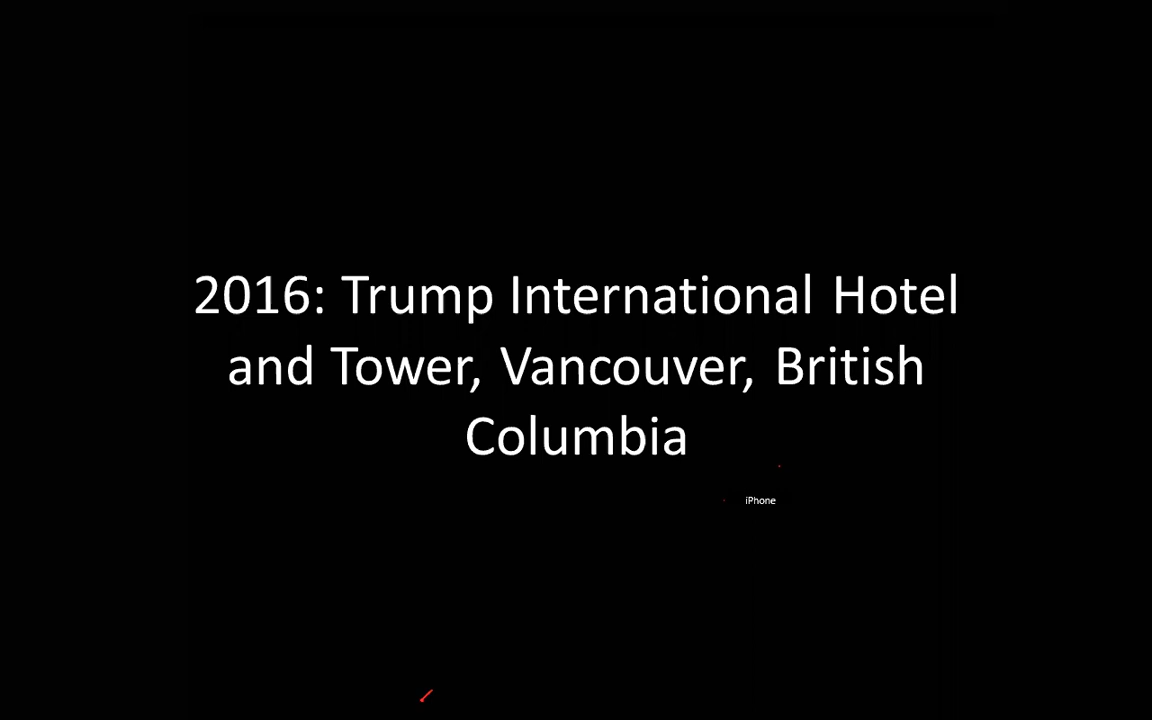 2016: Trump International Hotel
and Tower, Vancouver, British
Columbia
iPhone